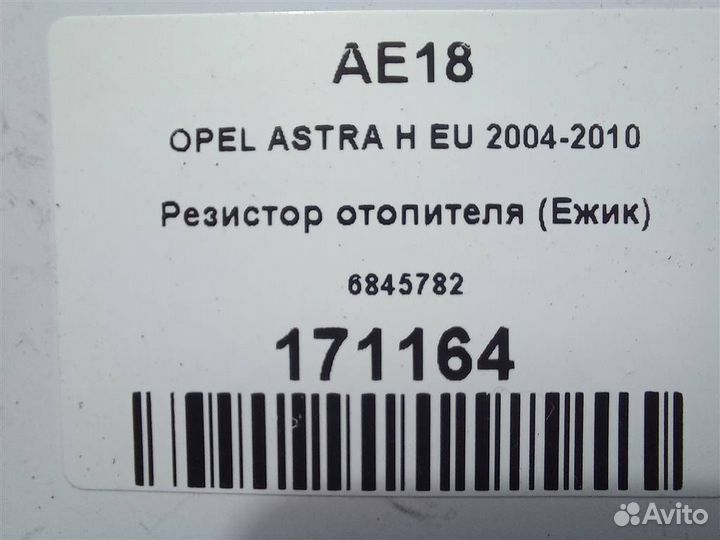 AE18
OPEL ASTRA H EU 2004-2010
Резистор отопителя (Ежик)
6845782
171164
Avito